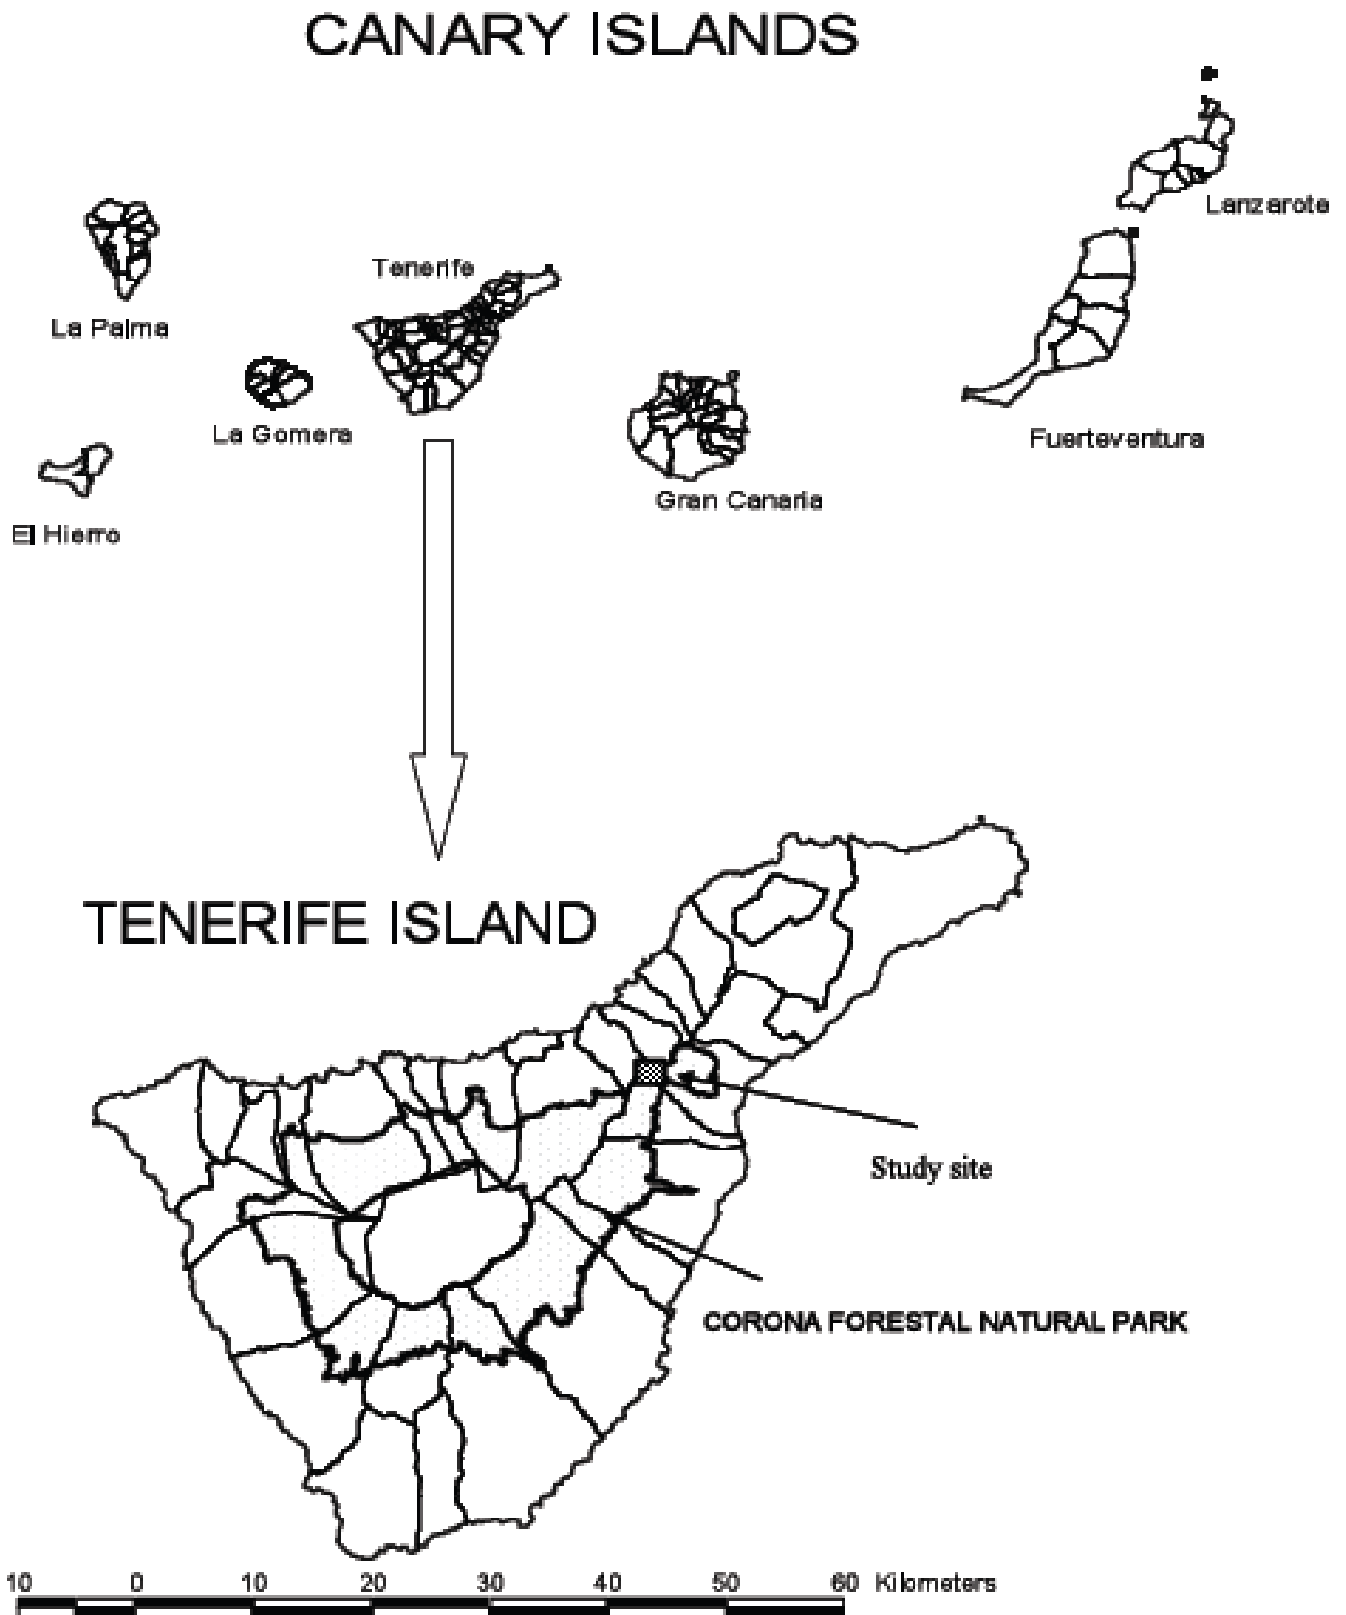 CANARY ISLANDS
Lanzarote
Tenerife
La Palma
La Gomera
Fuerteventura
Gran Canaria
El Hierro
TENERIFE ISLAND
Study site
CORONA FORESTAL NATURAL PARK
10 0 10 20 30 40 50 60 Kilometers